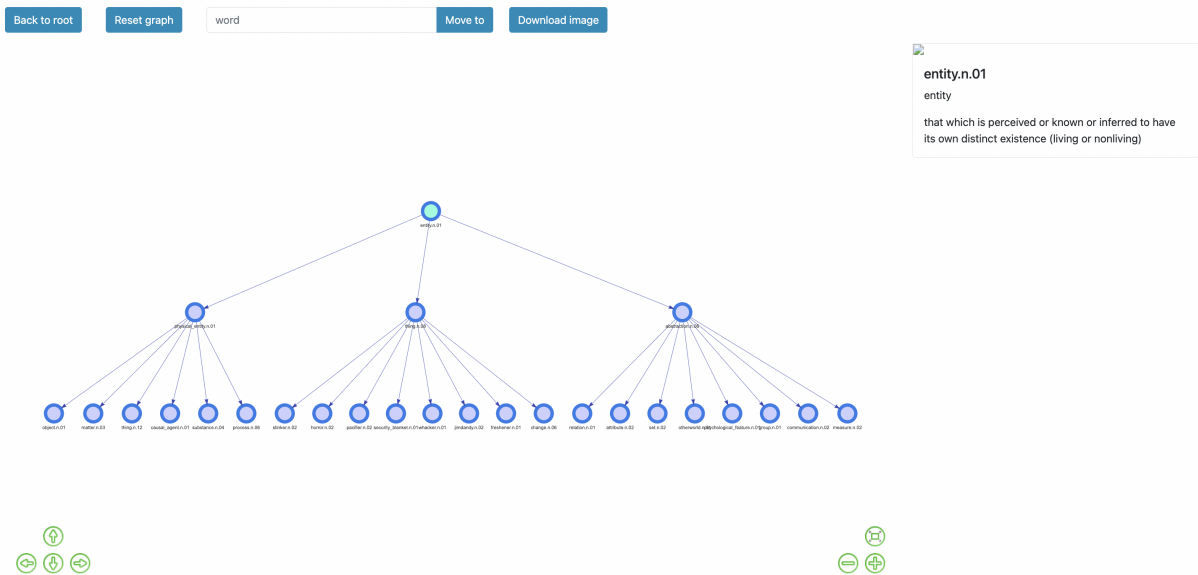 Back to root
Reset graph
word
Move to
Download image
entity.n.01
entity
that which is perceived or known or inferred to have
its own distinct existence (living or nonliving)
entity.n.01
physical_entity.n.01
thing.n.08
abstraction.n.06
object.n.01
matter.n.03
thing.n.12
causal_agent.n.01
substance.n.04
process.n.06
stinker.n.02
horror.n.02
pacifier.n.02
security_blanket.n.01
whacker.n.01
jimdandy.n.02
freshener.n.01
change.n.06
relation.n.01
attribute.n.02
set.n.02
otherworld.n.01
psychological_feature.n.01
group.n.01
communication.n.02
measure.n.02